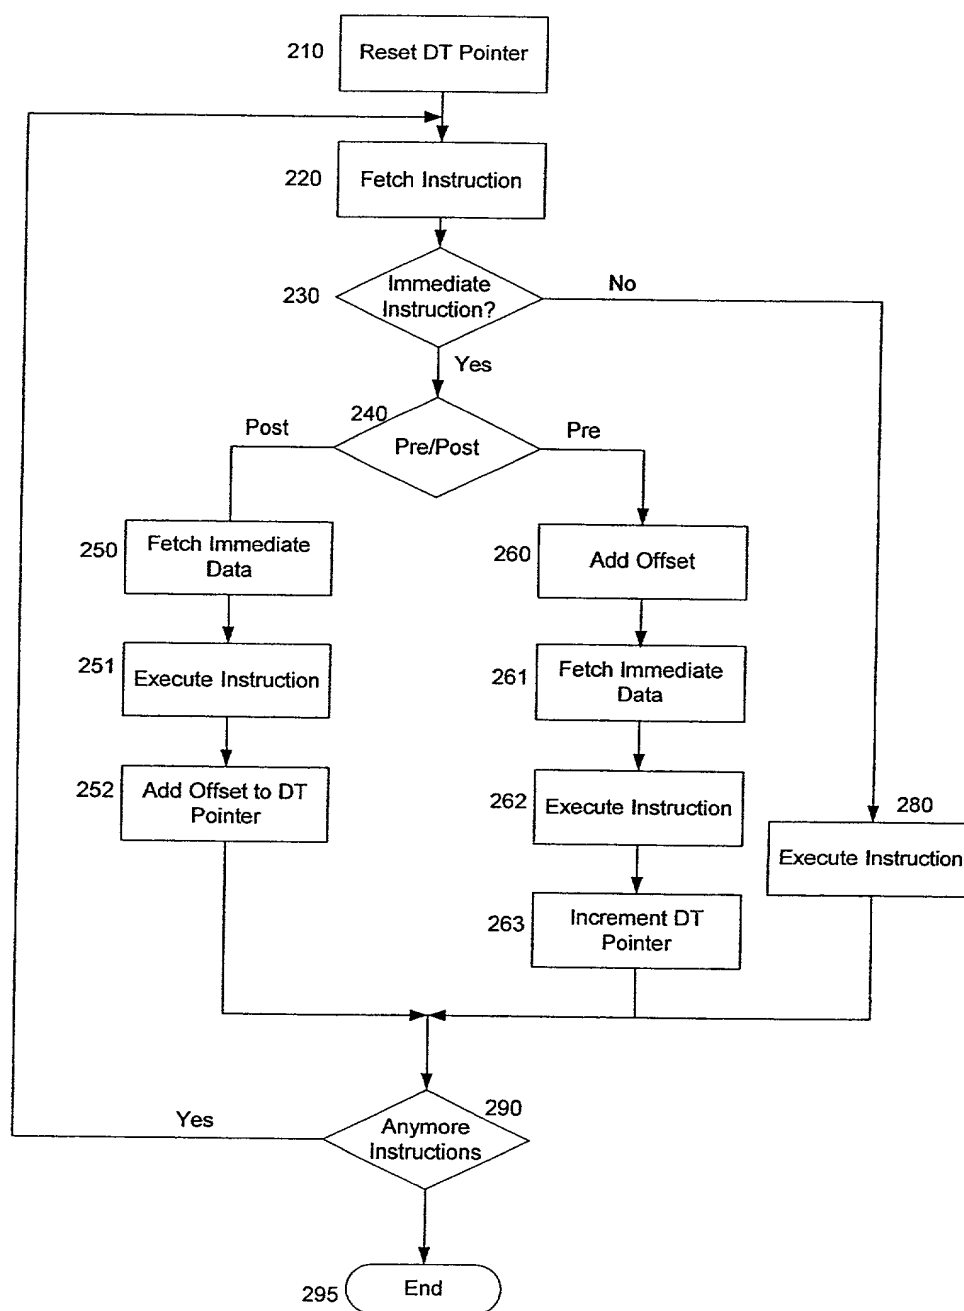 210
Reset DT Pointer
220
Fetch Instruction
230
Immediate
Instruction?
No
Yes
240
Pre/Post
Post
Pre
250
Fetch Immediate
Data
260
Add Offset
251
Execute Instruction
261
Fetch Immediate
Data
252
Add Offset to DT
Pointer
262
Execute Instruction
280
Execute Instruction
263
Increment DT
Pointer
290
Anymore
Instructions
Yes
295
End